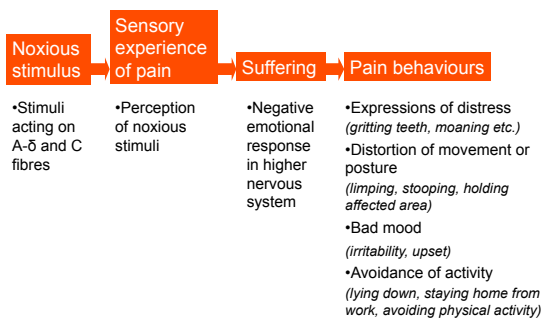 Noxious
stimulus
Sensory
experience
of pain
Suffering
Pain behaviours
•Stimuli
acting on
A-δ and C
fibres
•Perception
of noxious
stimuli
•Negative
emotional
response
in higher
nervous
system
•Expressions of distress
(gritting teeth, moaning etc.)
•Distortion of movement or
posture
(limping, stooping, holding
affected area)
•Bad mood
(irritability, upset)
•Avoidance of activity
(lying down, staying home from
work, avoiding physical activity)